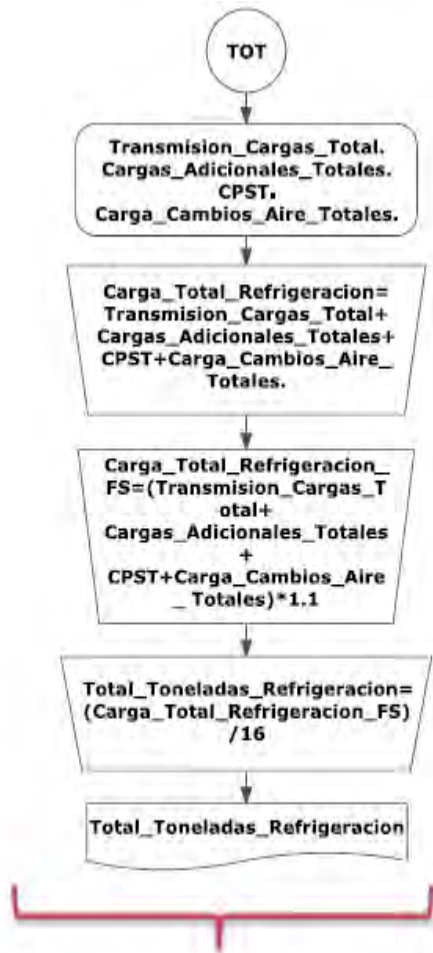 TOT
Transmision_Cargas_Total.
Cargas_Adicionales_Totales.
CPST.
Carga_Cambios_Aire_Totales.
Carga_Total_Refrigeracion=
Transmision_Cargas_Total+
Cargas_Adicionales_Totales+
CPST+Carga_Cambios_Aire_
Totales.
Carga_Total_Refrigeracion_
FS=(Transmision_Cargas_T
otal+
Cargas_Adicionales_Totales
+
CPST+Carga_Cambios_Aire
_ Totales)*1.1
Total_Toneladas_Refrigeracion=
(Carga_Total_Refrigeracion_FS)
/16
Total_Toneladas_Refrigeracion